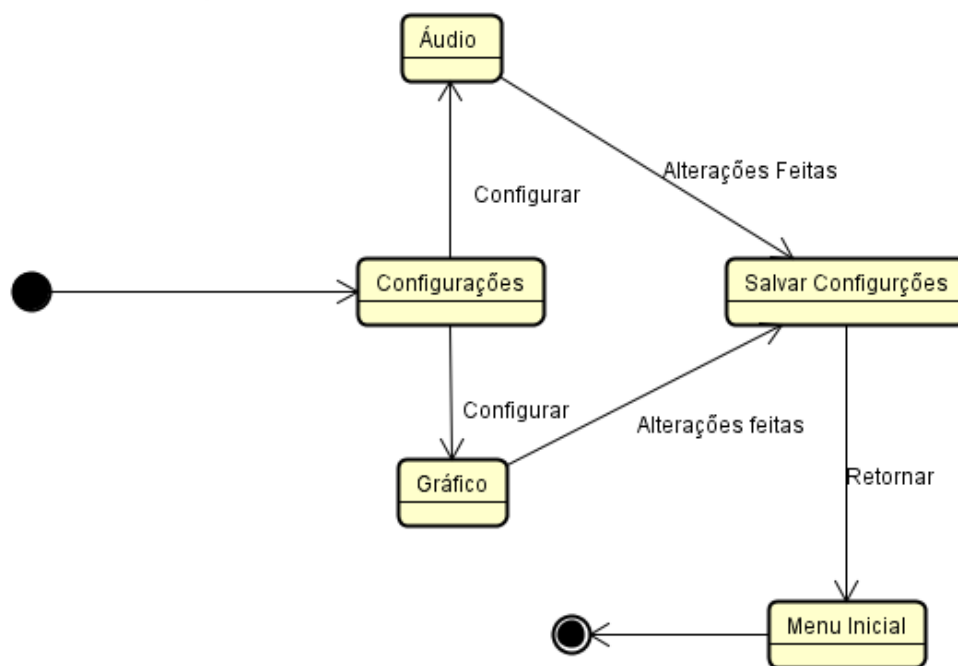 Áudio
Alterações Feitas
Configurar
Configurações
Salvar Configurções
Configurar
Alterações feitas
Gráfico
Retornar
Menu Inicial